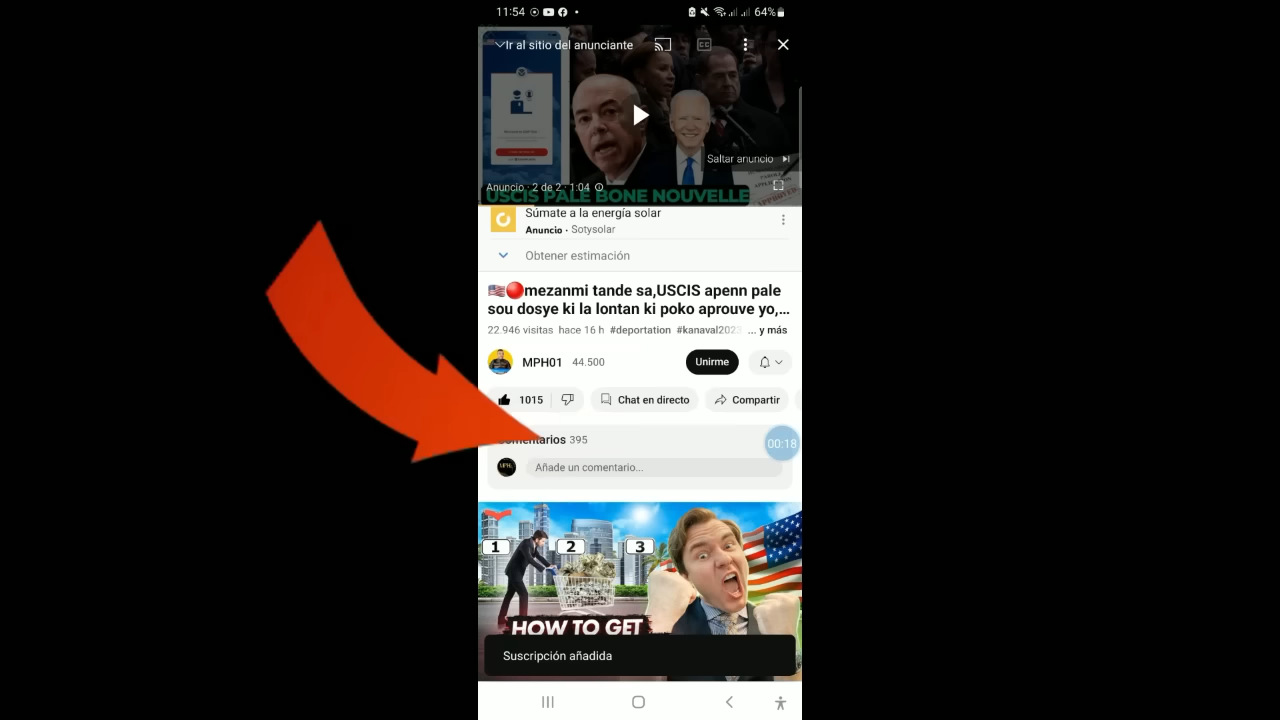 11:54
64%
Ir al sitio del anunciante
CC
Saltar anuncio
Anuncio · 2 de 2 · 1:04
USCIS PALE BONE NOUVELLE
Súmate a la energía solar
Anuncio · Sotysolar
Obtener estimación
🇺🇸🔴mezanmi tande sa,USCIS apenn pale
sou dosye ki la lontan ki poko aprouve yo,...
22.946 visitas hace 16 h #deportation #kanaval2023 ... y más
MPH01 44.500
Unirme
1015
Chat en directo
Compartir
Comentarios 395
00:18
Añade un comentario...
1 2 3
HOW TO GET
Suscripción añadida